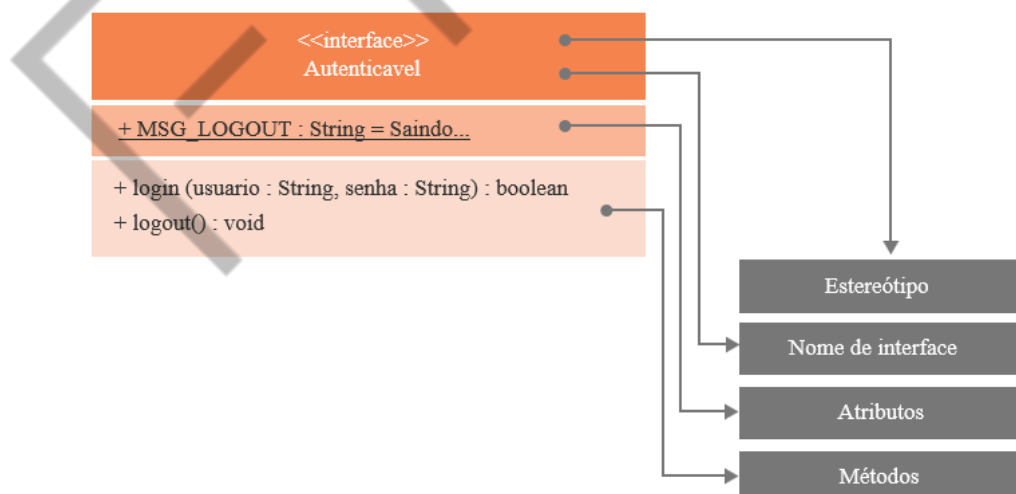 <<interface>>
Autenticavel
+ MSG_LOGOUT : String = Saindo...
+ login (usuario : String, senha : String) : boolean
+ logout() : void
Estereótipo
Nome de interface
Atributos
Métodos